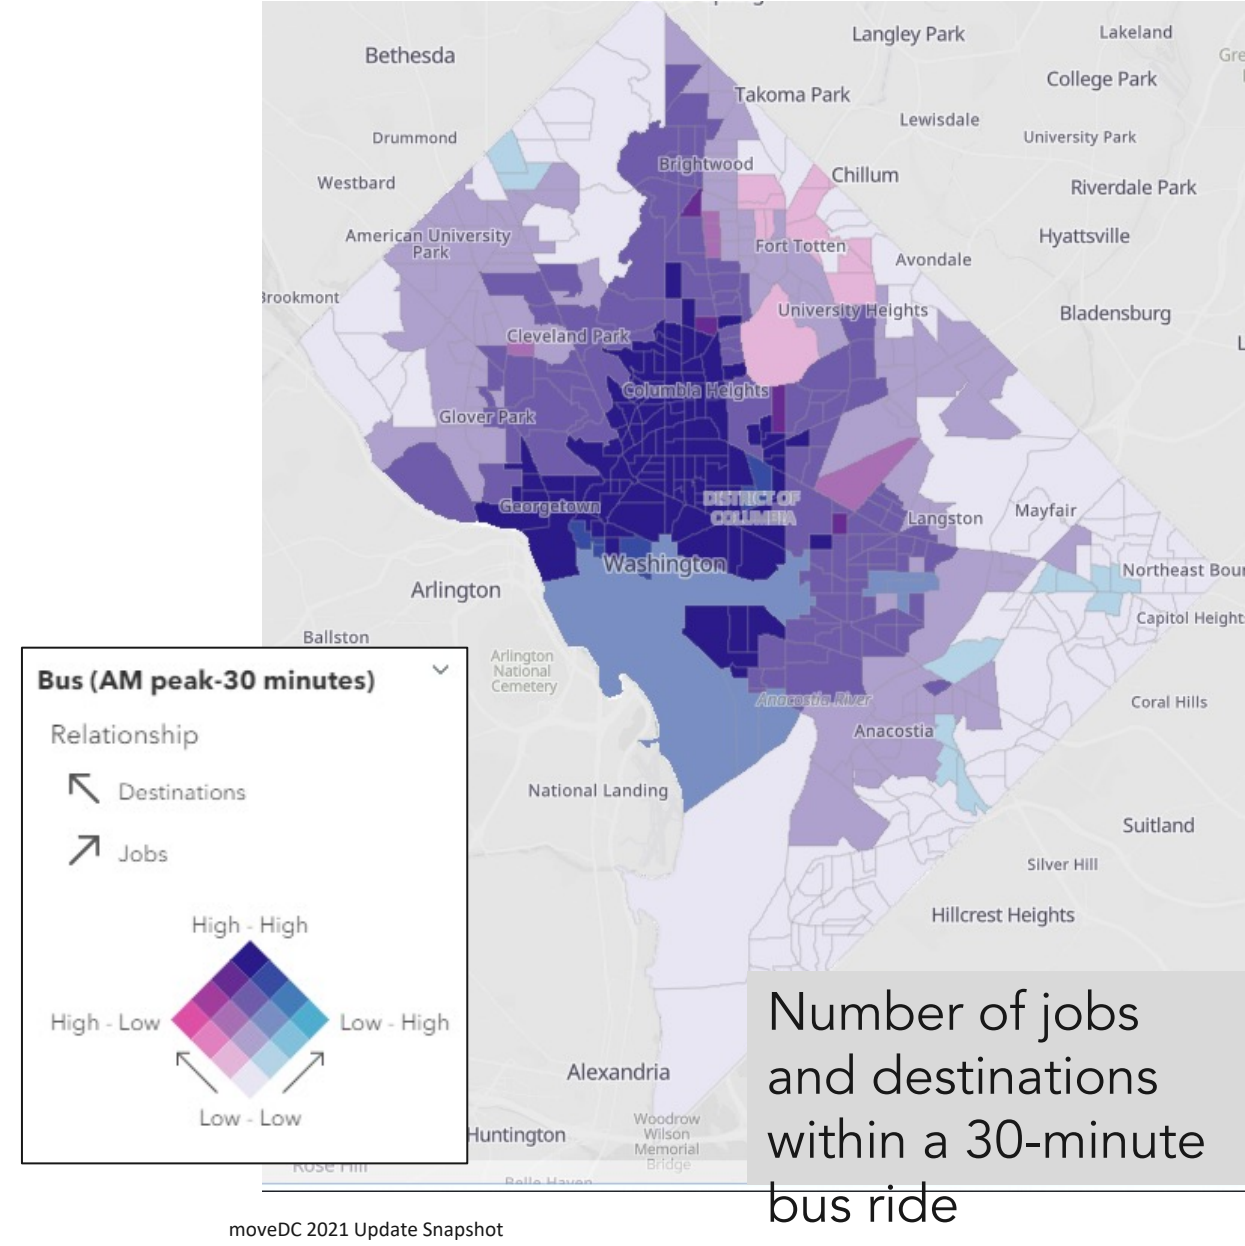 Langley Park
Lakeland
Bethesda
College Park
Takoma Park
Lewisdale
University Park
Drummond
Brightwood
Chillum
Westbard
Riverdale Park
American University
Park
Fort Totten
Hyattsville
Avondale
Brookmont
University Heights
Bladensburg
Cleveland Park
Columbia Heights
Glover Park
Georgetown
DISTRICT OF
COLUMBIA
Langston
Mayfair
Washington
Northeast Bour
Arlington
Capitol Height
Ballston
Arlington
National
Cemetery
Anacostia River
Coral Hills
Anacostia
National Landing
Suitland
Silver Hill
Hillcrest Heights
Alexandria
Woodrow
Wilson
Memorial
Bridge
Huntington
Rose Hill
Belle Haven
Bus (AM peak-30 minutes)
Relationship
Destinations
Jobs
High - High
High - Low
Low - High
Low - Low
Number of jobs
and destinations
within a 30-minute
bus ride
moveDC 2021 Update Snapshot